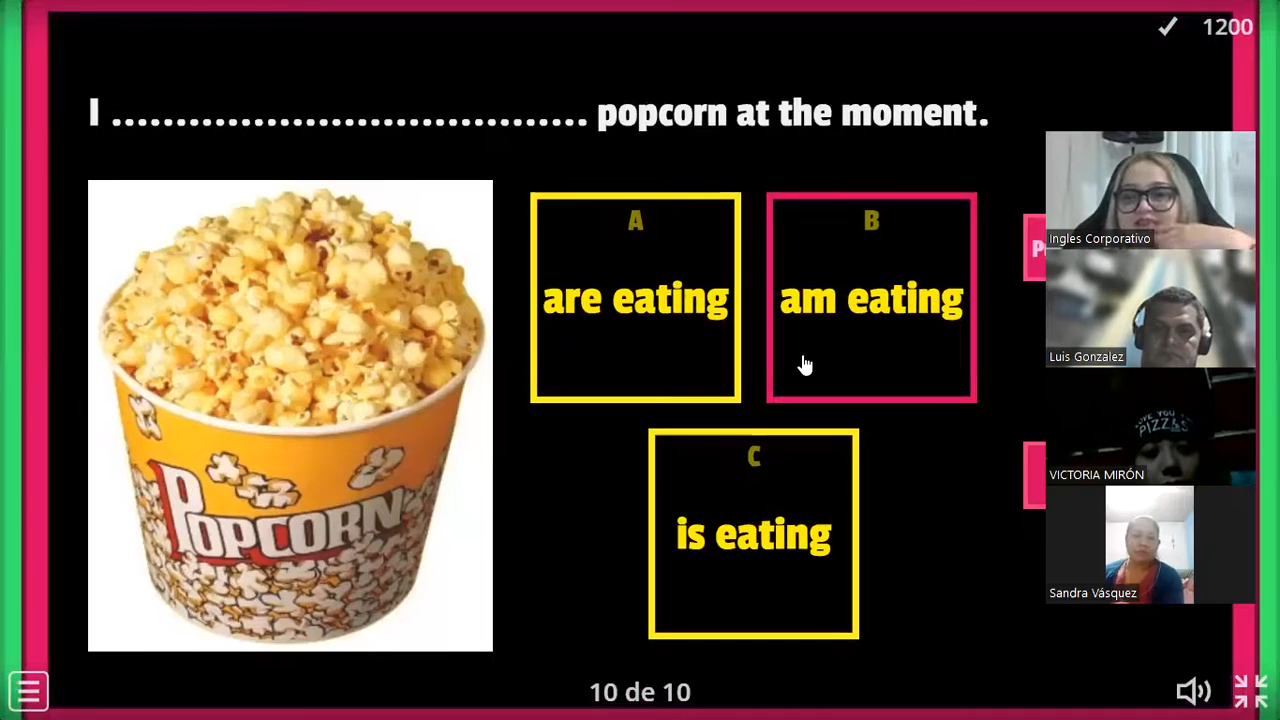 1200
I ..................................... popcorn at the moment.
A
B
are eating
am eating
C
is eating
POPCORN
Ingles Corporativo
Luis Gonzalez
PIZZ
VICTORIA MIRÓN
Sandra Vásquez
10 de 10